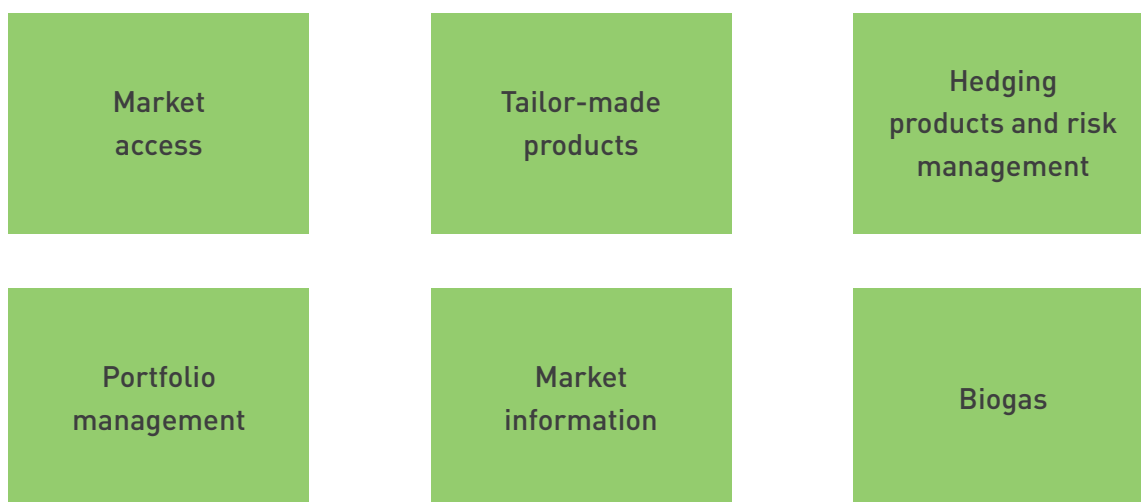 Market
access
Tailor-made
products
Hedging
products and risk
management
Portfolio
management
Market
information
Biogas